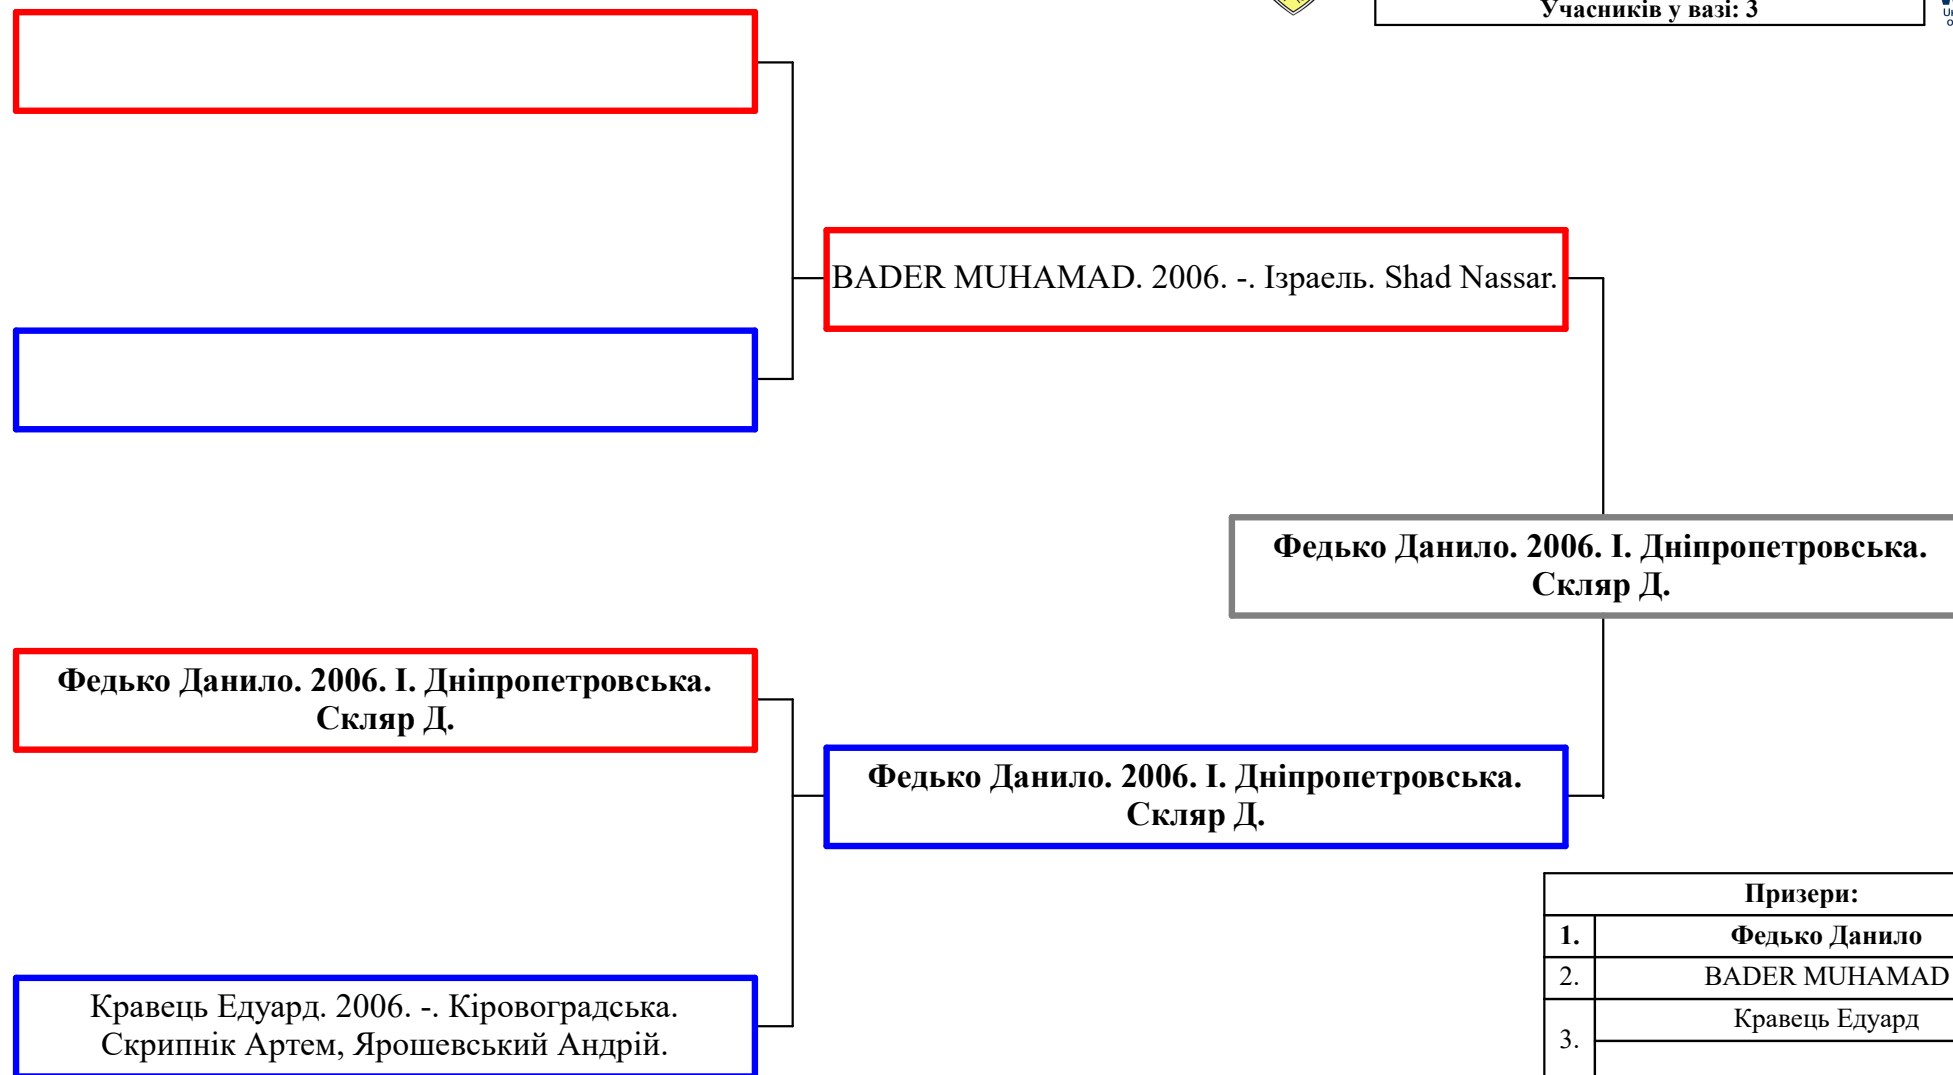 Учасників у вазі: 3
BADER MUHAMAD. 2006. -. Ізраель. Shad Nassar.
Федько Данило. 2006. І. Дніпропетровська.
Скляр Д.
Федько Данило. 2006. І. Дніпропетровська.
Скляр Д.
Федько Данило. 2006. І. Дніпропетровська.
Скляр Д.
Кравець Едуард. 2006. -. Кіровоградська.
Скрипнік Артем, Ярошевський Андрій.
Призери:
1. Федько Данило
2. BADER MUHAMAD
3. Кравець Едуард